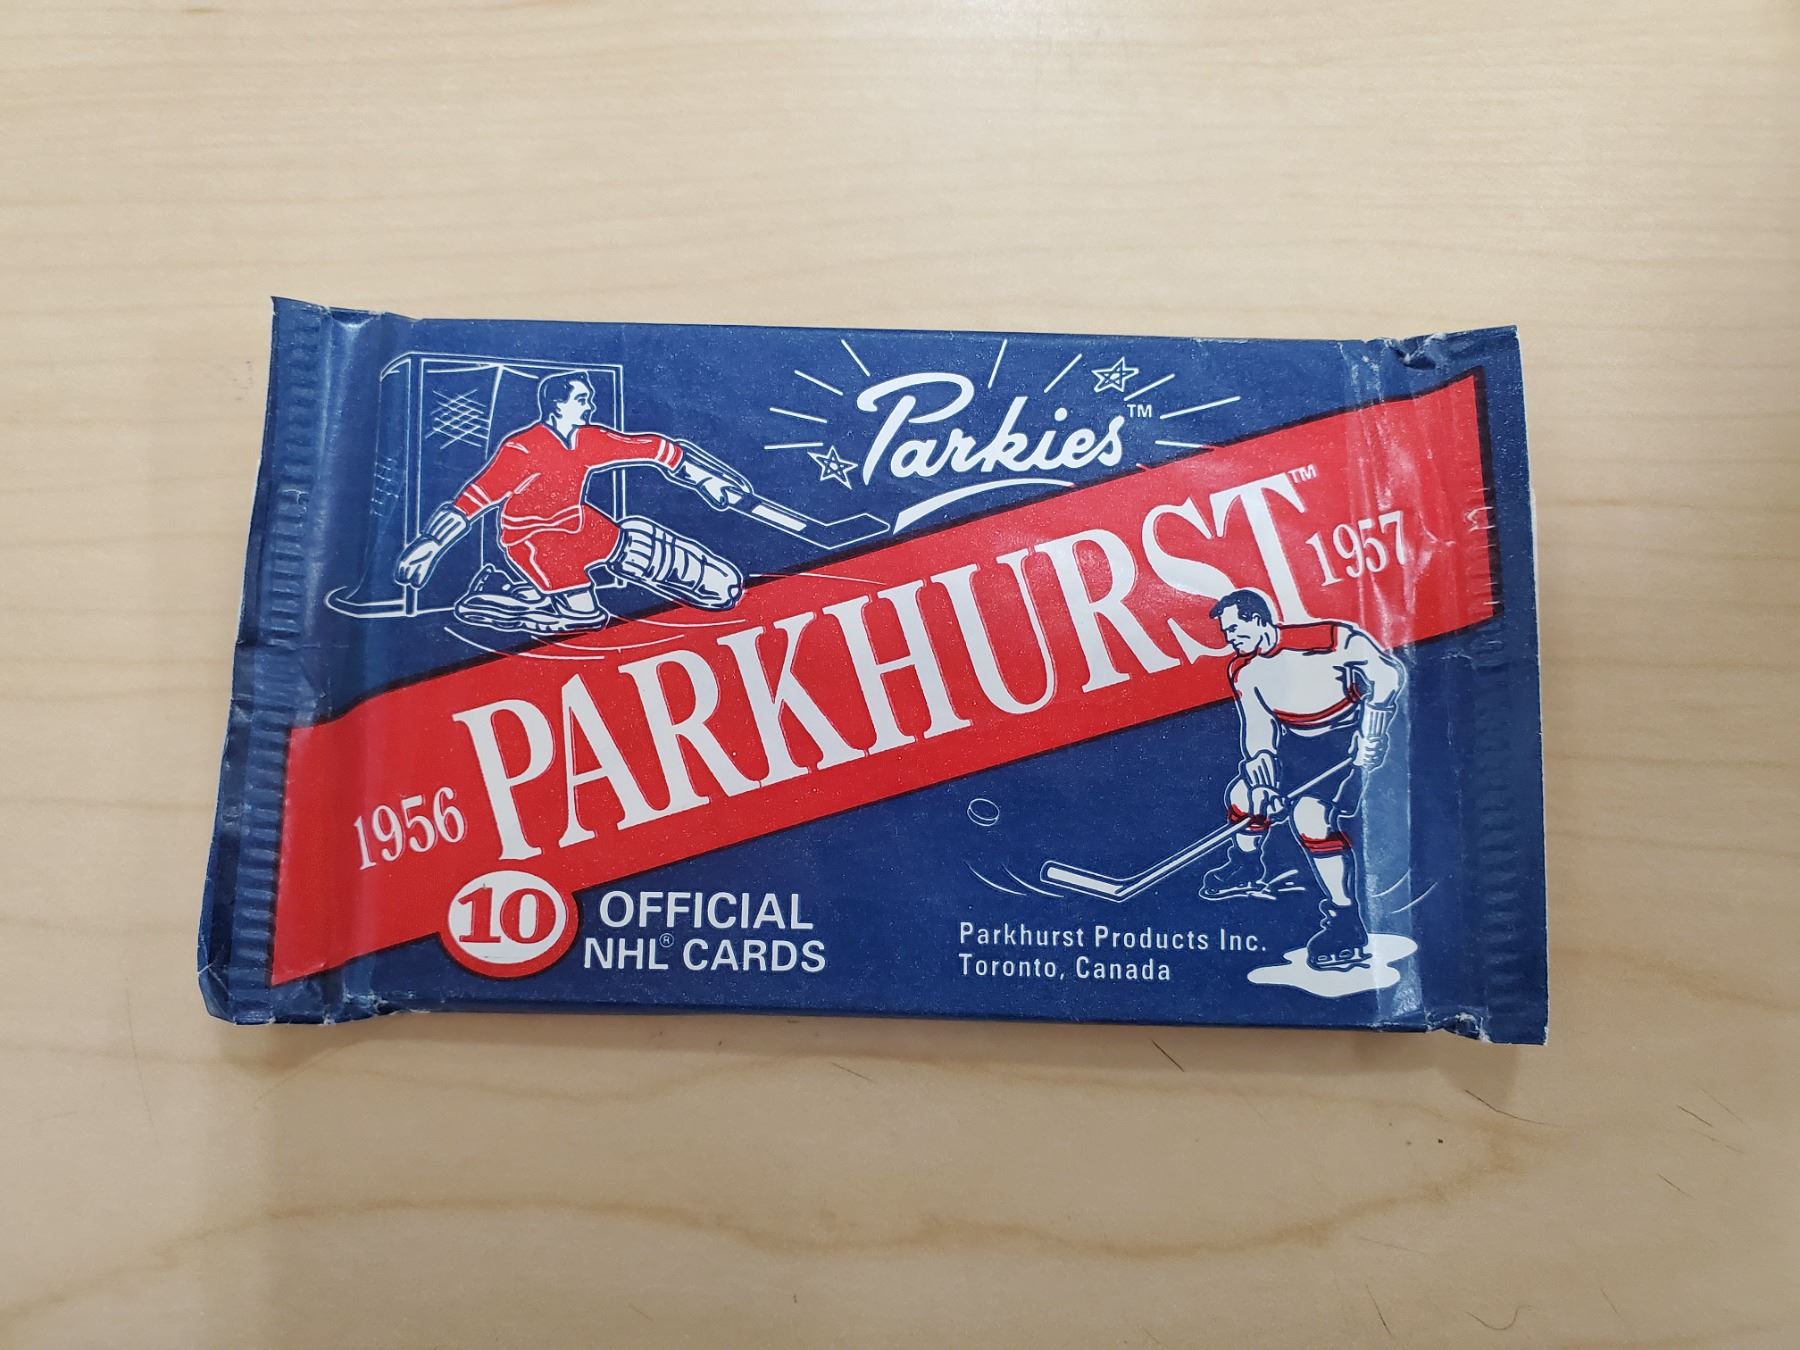 Parkies™
PARKHURST™
1956
1957
10
OFFICIAL
NHL® CARDS
Parkhurst Products Inc.
Toronto, Canada